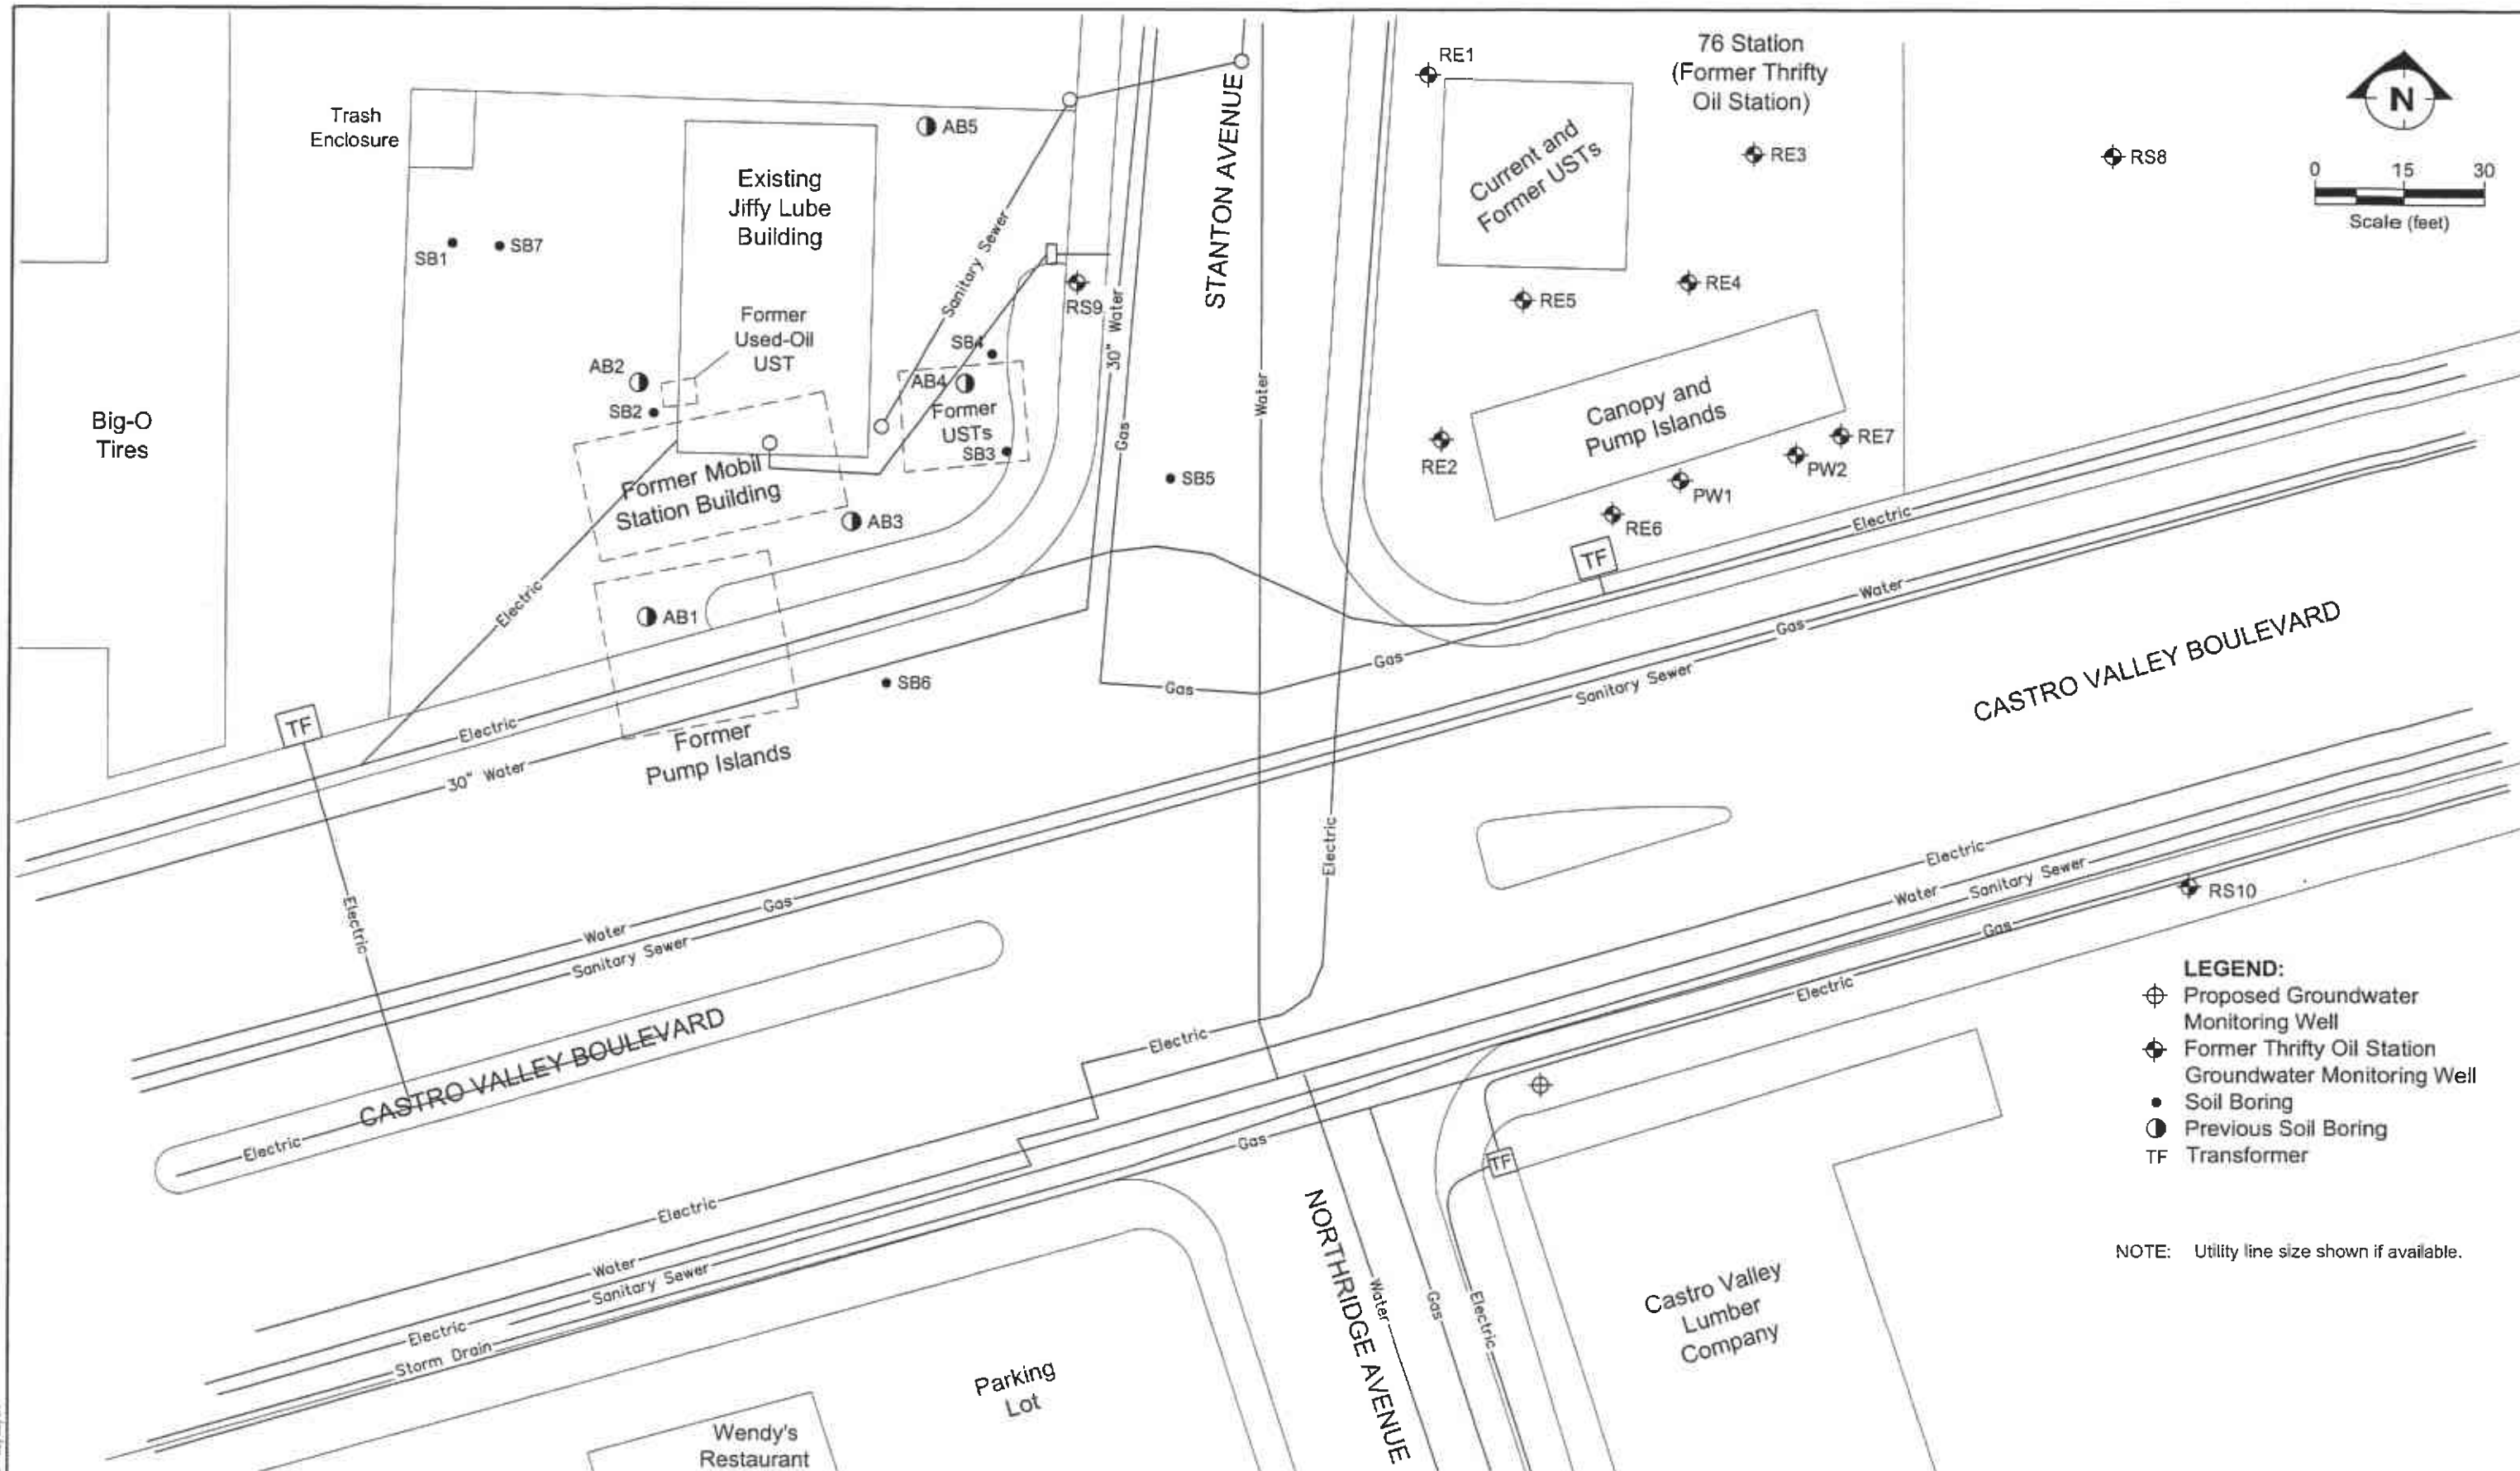 Trash
Enclosure
AB5
Existing
Jiffy Lube
Building
SB1
SB7
Sanitary Sewer
STANTON AVENUE
RE1
76 Station
(Former Thrifty
Oil Station)
Current and
Former USTs
RE3
RS8
N
0 15 30
Scale (feet)
RE5
RE4
RS9
30" Water
Former
Used-Oil
UST
AB2
SB2
SB4
AB4
Former
USTs
SB3
Big-O
Tires
Gas
Water
SB5
Canopy and
Pump Islands
RE2
RE7
PW2
PW1
RE6
Former Mobil
Station Building
AB3
Electric
AB1
TF
Electric
Water
Gas
Gas
Gas
Sanitary Sewer
CASTRO VALLEY BOULEVARD
SB6
TF
Electric
30" Water
Former
Pump Islands
Electric
Electric
Water
Gas
Sanitary Sewer
CASTRO VALLEY BOULEVARD
Electric
Electric
Electric
Water
Sanitary Sewer
Gas
Electric
RS10
LEGEND:
Proposed Groundwater
Monitoring Well
Former Thrifty Oil Station
Groundwater Monitoring Well
Soil Boring
Previous Soil Boring
TF Transformer
Gas
TF
Electric
Water
Sanitary Sewer
Electric
Storm Drain
NORTHRIDGE AVENUE
Water
Gas
Electric
Castro Valley
Lumber
Company
NOTE: Utility line size shown if available.
Parking
Lot
Wendy's
Restaurant